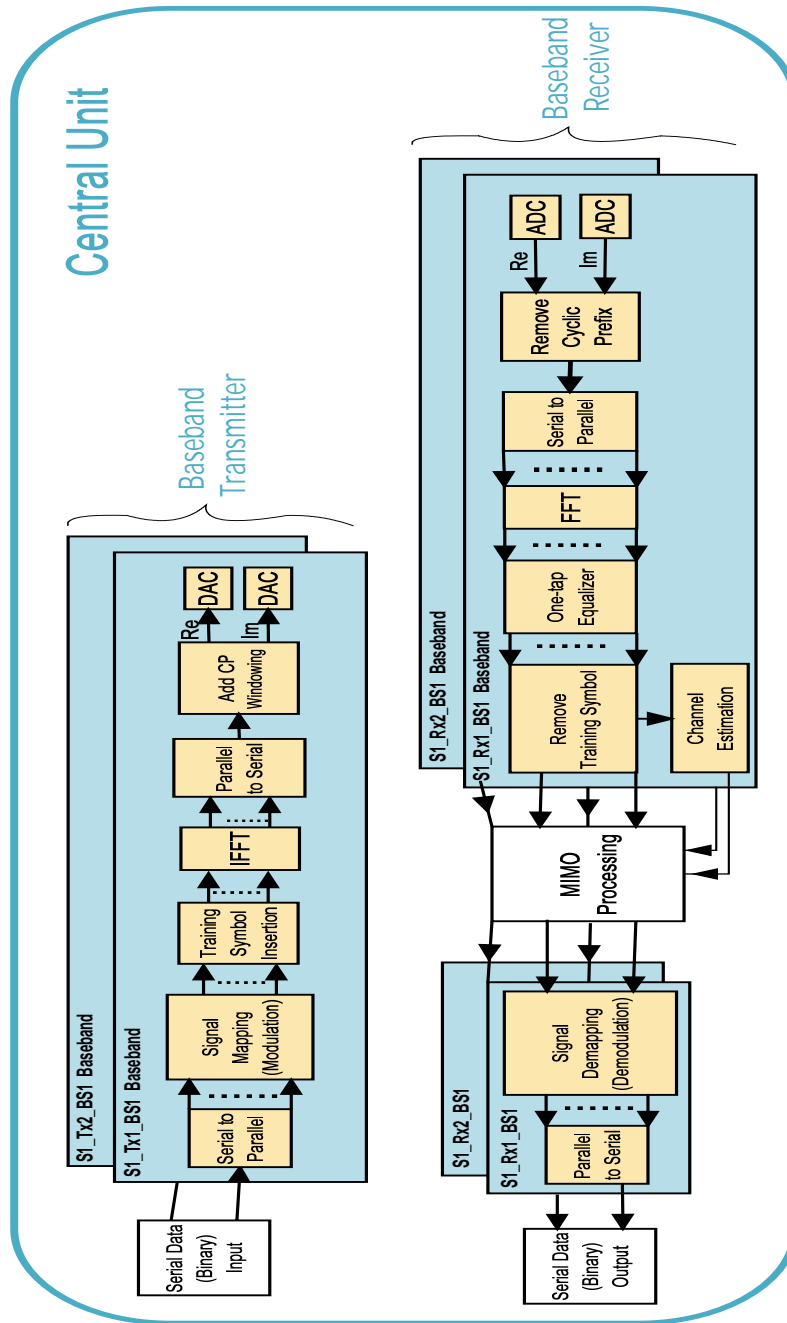 Central Unit
Baseband
Transmitter
S1_Tx2_BS1 Baseband
S1_Tx1_BS1 Baseband
Serial Data
(Binary)
Input
Serial to
Parallel
Signal
Mapping
(Modulation)
Training
Symbol
Insertion
IFFT
Parallel
to Serial
Add CP
Windowing
Re
Im
DAC
DAC
Baseband
Receiver
S1_Rx2_BS1 Baseband
S1_Rx1_BS1 Baseband
ADC
ADC
Re
Im
Remove
Cyclic
Prefix
Serial to
Parallel
FFT
One-tap
Equalizer
Remove
Training Symbol
Channel
Estimation
MIMO
Processing
S1_Rx2_BS1
S1_Rx1_BS1
Signal
Demapping
(Demodulation)
Parallel
to Serial
Serial Data
(Binary)
Output